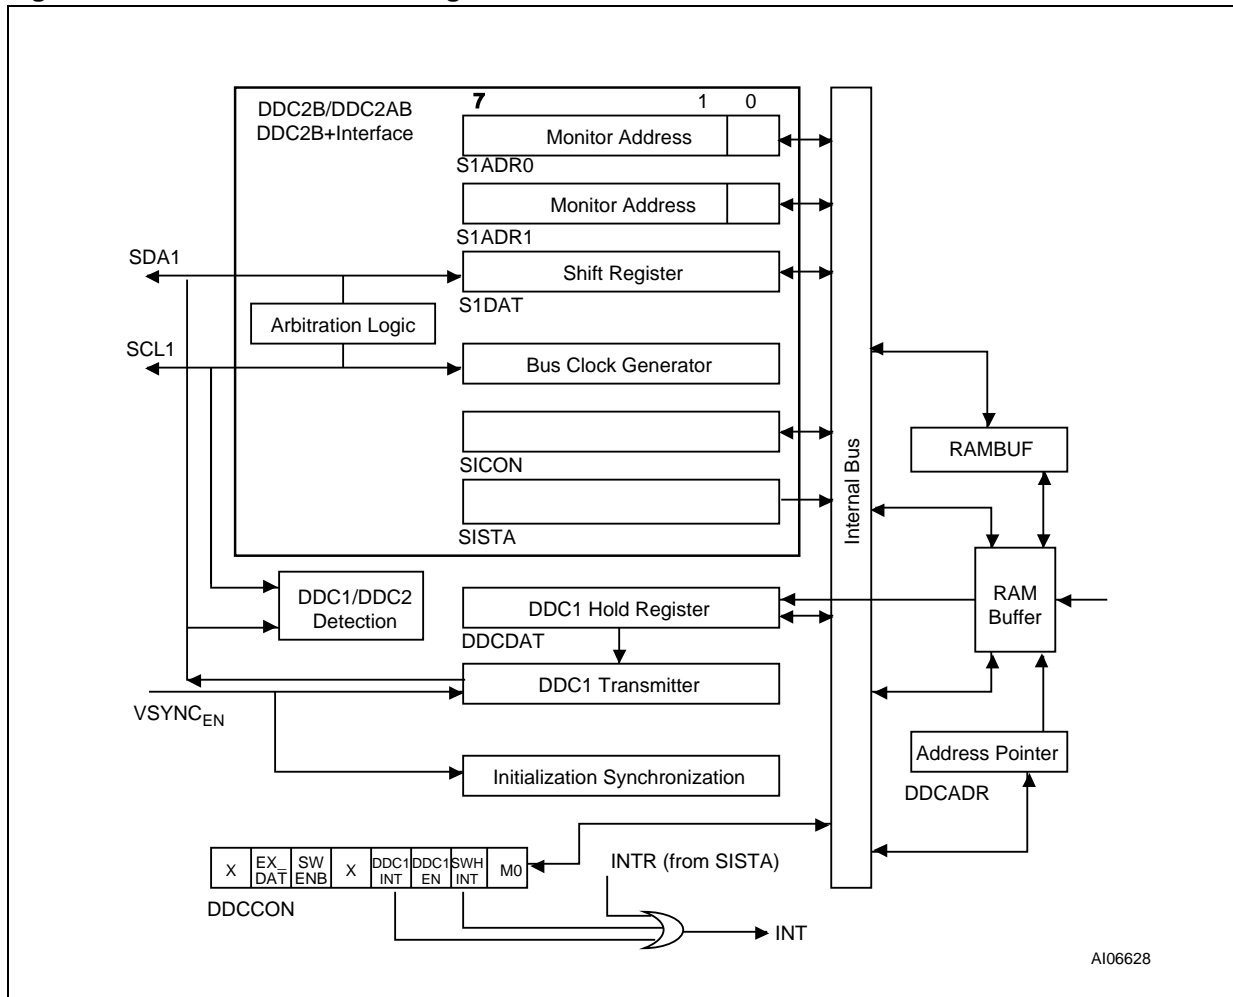 DDC2B/DDC2AB
DDC2B+Interface
7 1 0
Monitor Address
S1ADR0
Monitor Address
S1ADR1
SDA1
Shift Register
S1DAT
Arbitration Logic
SCL1
Bus Clock Generator
Internal Bus
RAMBUF
SICON
SISTA
DDC1/DDC2
Detection
DDC1 Hold Register
DDCDAT
RAM
Buffer
DDC1 Transmitter
VSYNCEN
Initialization Synchronization
Address Pointer
DDCADR
X
EX_
DAT
SW
ENB
X
DDC1
INT
DDC1
EN
SWH
INT
M0
DDCCON
INTR (from SISTA)
INT
AI06628